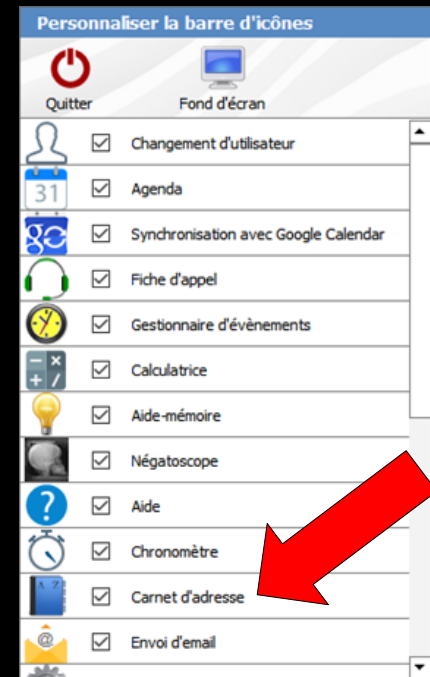 Personnaliser la barre d'icônes
Quitter
Fond d'écran
Changement d'utilisateur
31
Agenda
Synchronisation avec Google Calendar
Fiche d'appel
Gestionnaire d'évènements
Calculatrice
Aide-mémoire
Négatoscope
? Aide
Chronomètre
A Z
Carnet d'adresse
@
Envoi d'email